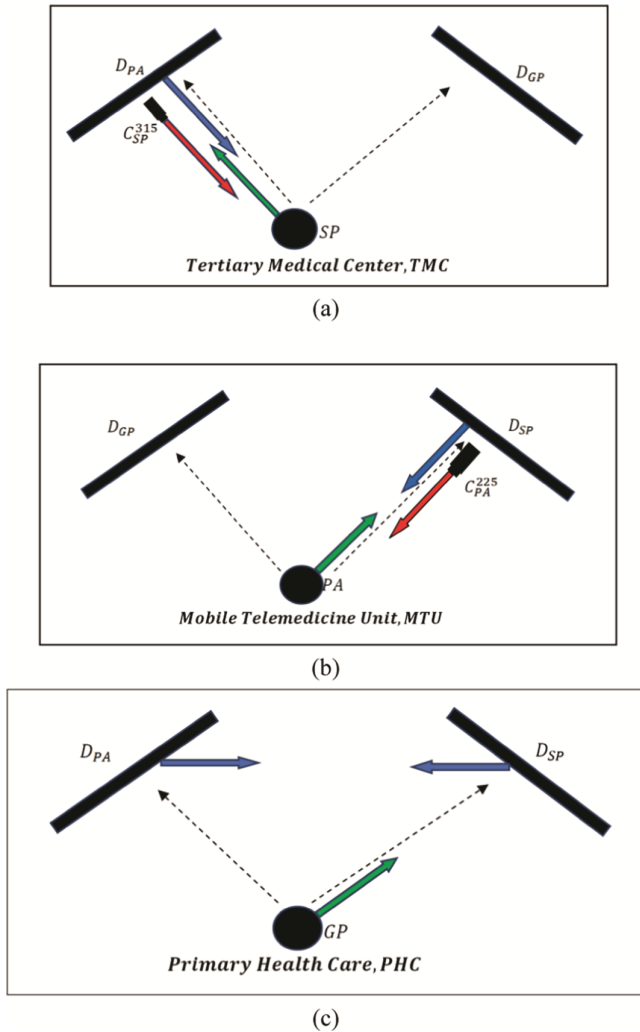 D_PA
D_GP
C_SP^315
SP
Tertiary Medical Center, TMC
(a)
D_GP
D_SP
C_PA^225
PA
Mobile Telemedicine Unit, MTU
(b)
D_PA
D_SP
GP
Primary Health Care, PHC
(c)